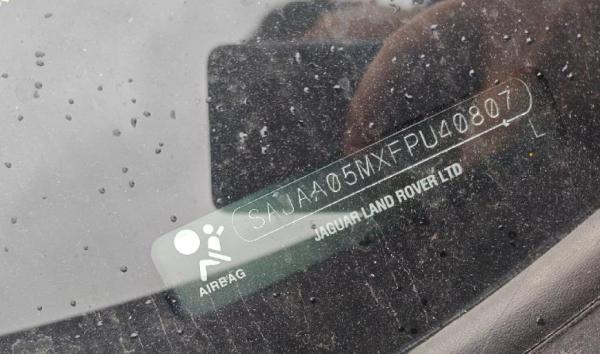 SAJAA05MXFPU40807
L
JAGUAR LAND ROVER LTD
AIRBAG